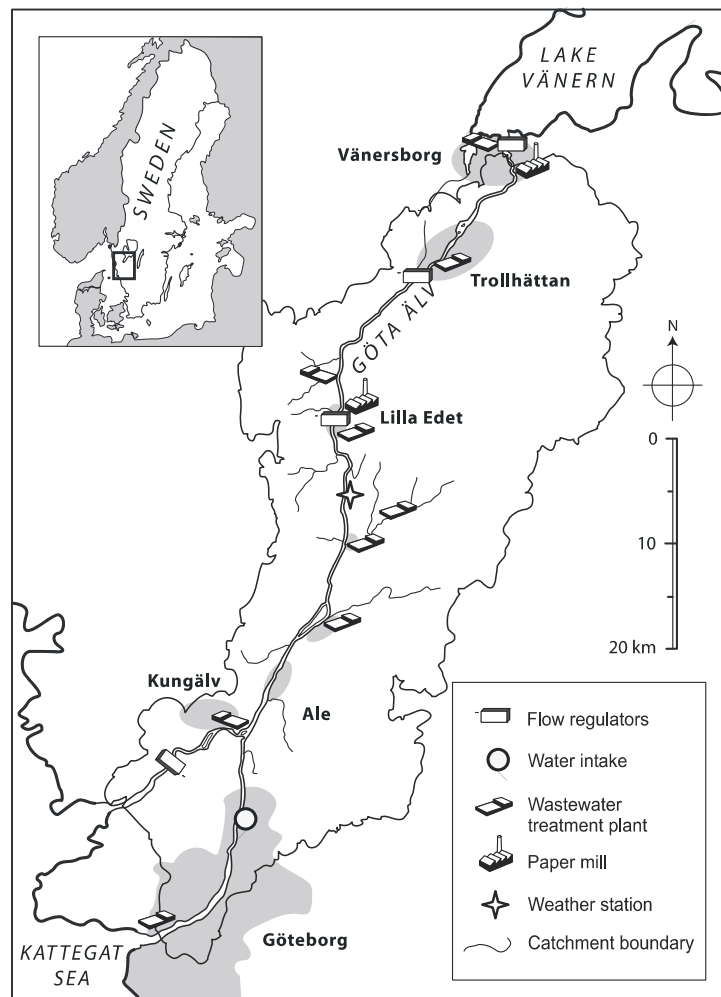 LAKE
VÄNERN
SWEDEN
Vänersborg
Trollhättan
GÖTA ÄLV
Lilla Edet
N
0
10
20 km
Kungälv
Ale
Göteborg
KATTEGAT
SEA
Flow regulators
Water intake
Wastewater
treatment plant
Paper mill
Weather station
Catchment boundary